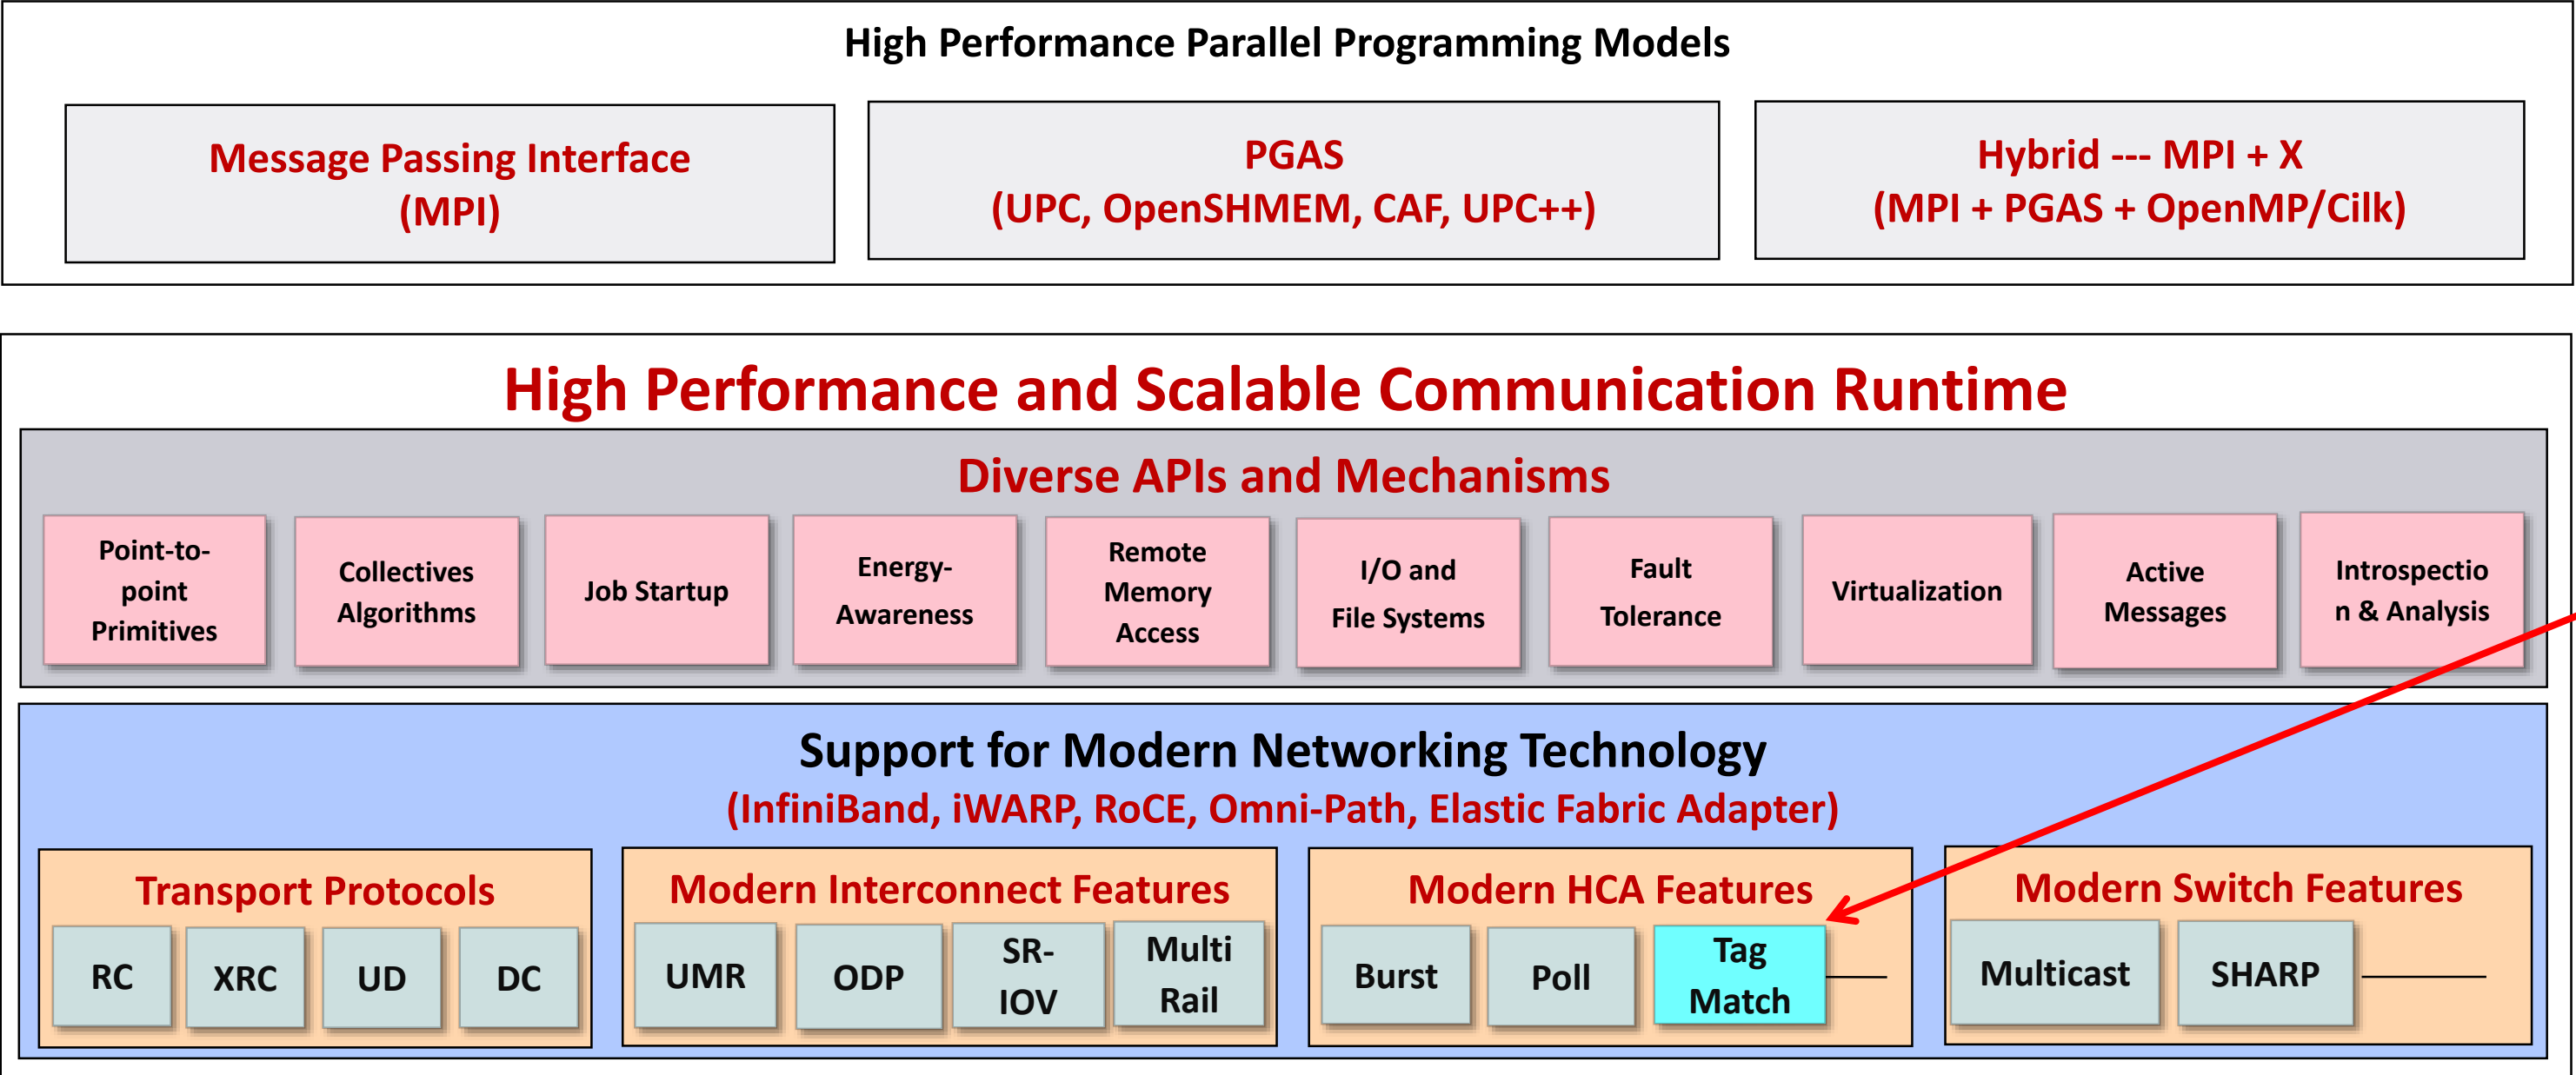 High Performance Parallel Programming Models
Message Passing Interface
(MPI)
PGAS
(UPC, OpenSHMEM, CAF, UPC++)
Hybrid --- MPI + X
(MPI + PGAS + OpenMP/Cilk)
High Performance and Scalable Communication Runtime
Diverse APIs and Mechanisms
Point-to-
point
Primitives
Collectives
Algorithms
Job Startup
Energy-
Awareness
Remote
Memory
Access
I/O and
File Systems
Fault
Tolerance
Virtualization
Active
Messages
Introspectio
n & Analysis
Support for Modern Networking Technology
(InfiniBand, iWARP, RoCE, Omni-Path, Elastic Fabric Adapter)
Transport Protocols
RC
XRC
UD
DC
Modern Interconnect Features
UMR
ODP
SR-
IOV
Multi
Rail
Modern HCA Features
Burst
Poll
Tag
Match
Modern Switch Features
Multicast
SHARP